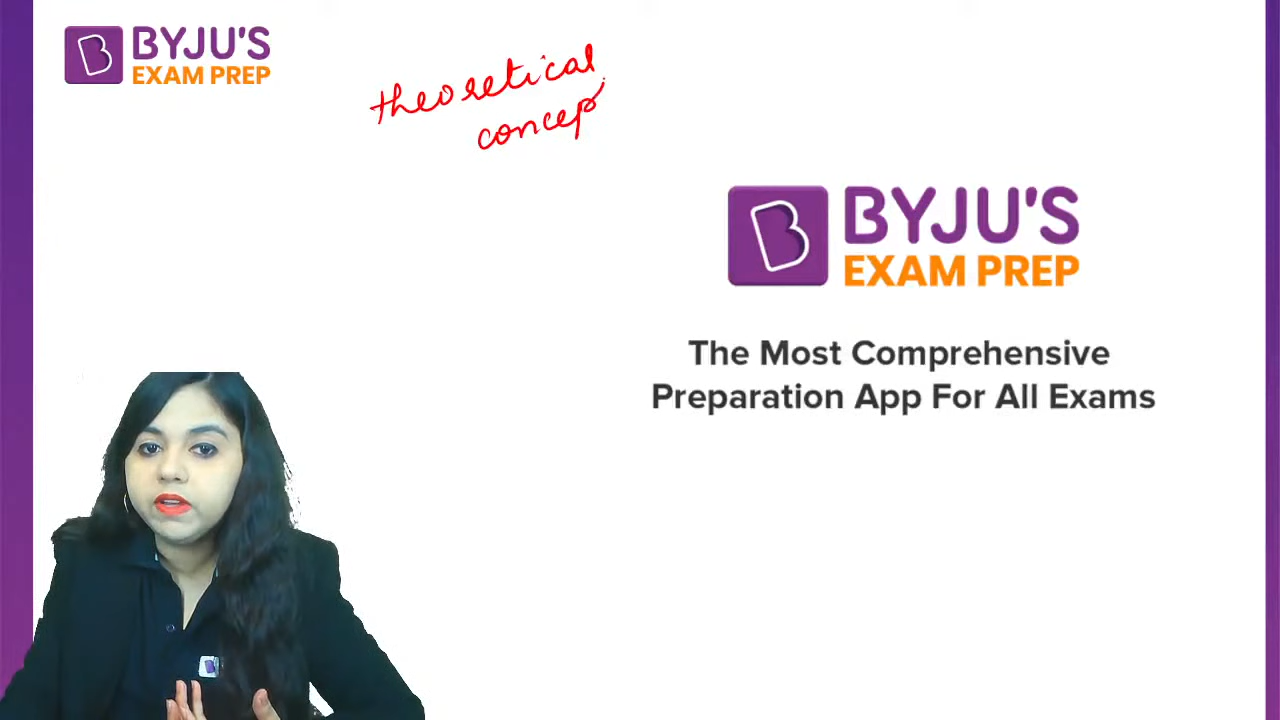 BYJU'S
EXAM PREP
theoretical
concep
BYJU'S
EXAM PREP
The Most Comprehensive
Preparation App For All Exams